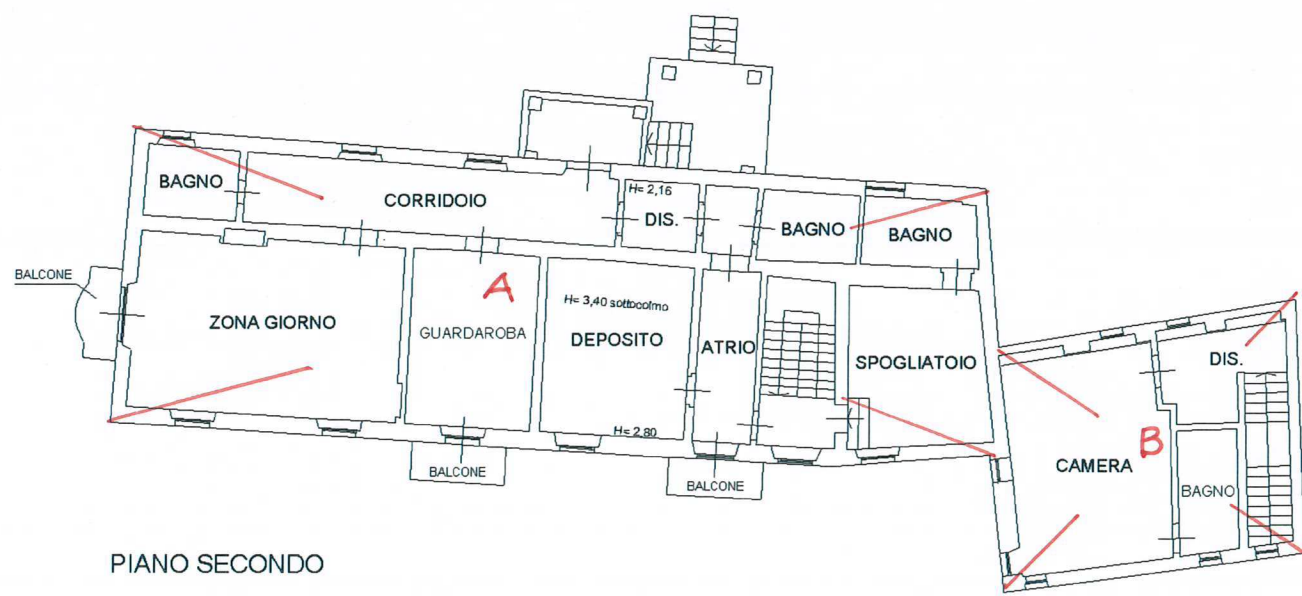 BAGNO
CORRIDOIO
H= 2,16
DIS.
BAGNO
BAGNO
BALCONE
ZONA GIORNO
A
GUARDAROBA
H= 3,40 sottocolmo
DEPOSITO
ATRIO
SPOGLIATOIO
DIS.
H= 2,80
CAMERA
B
BAGNO
BALCONE
BALCONE
PIANO SECONDO